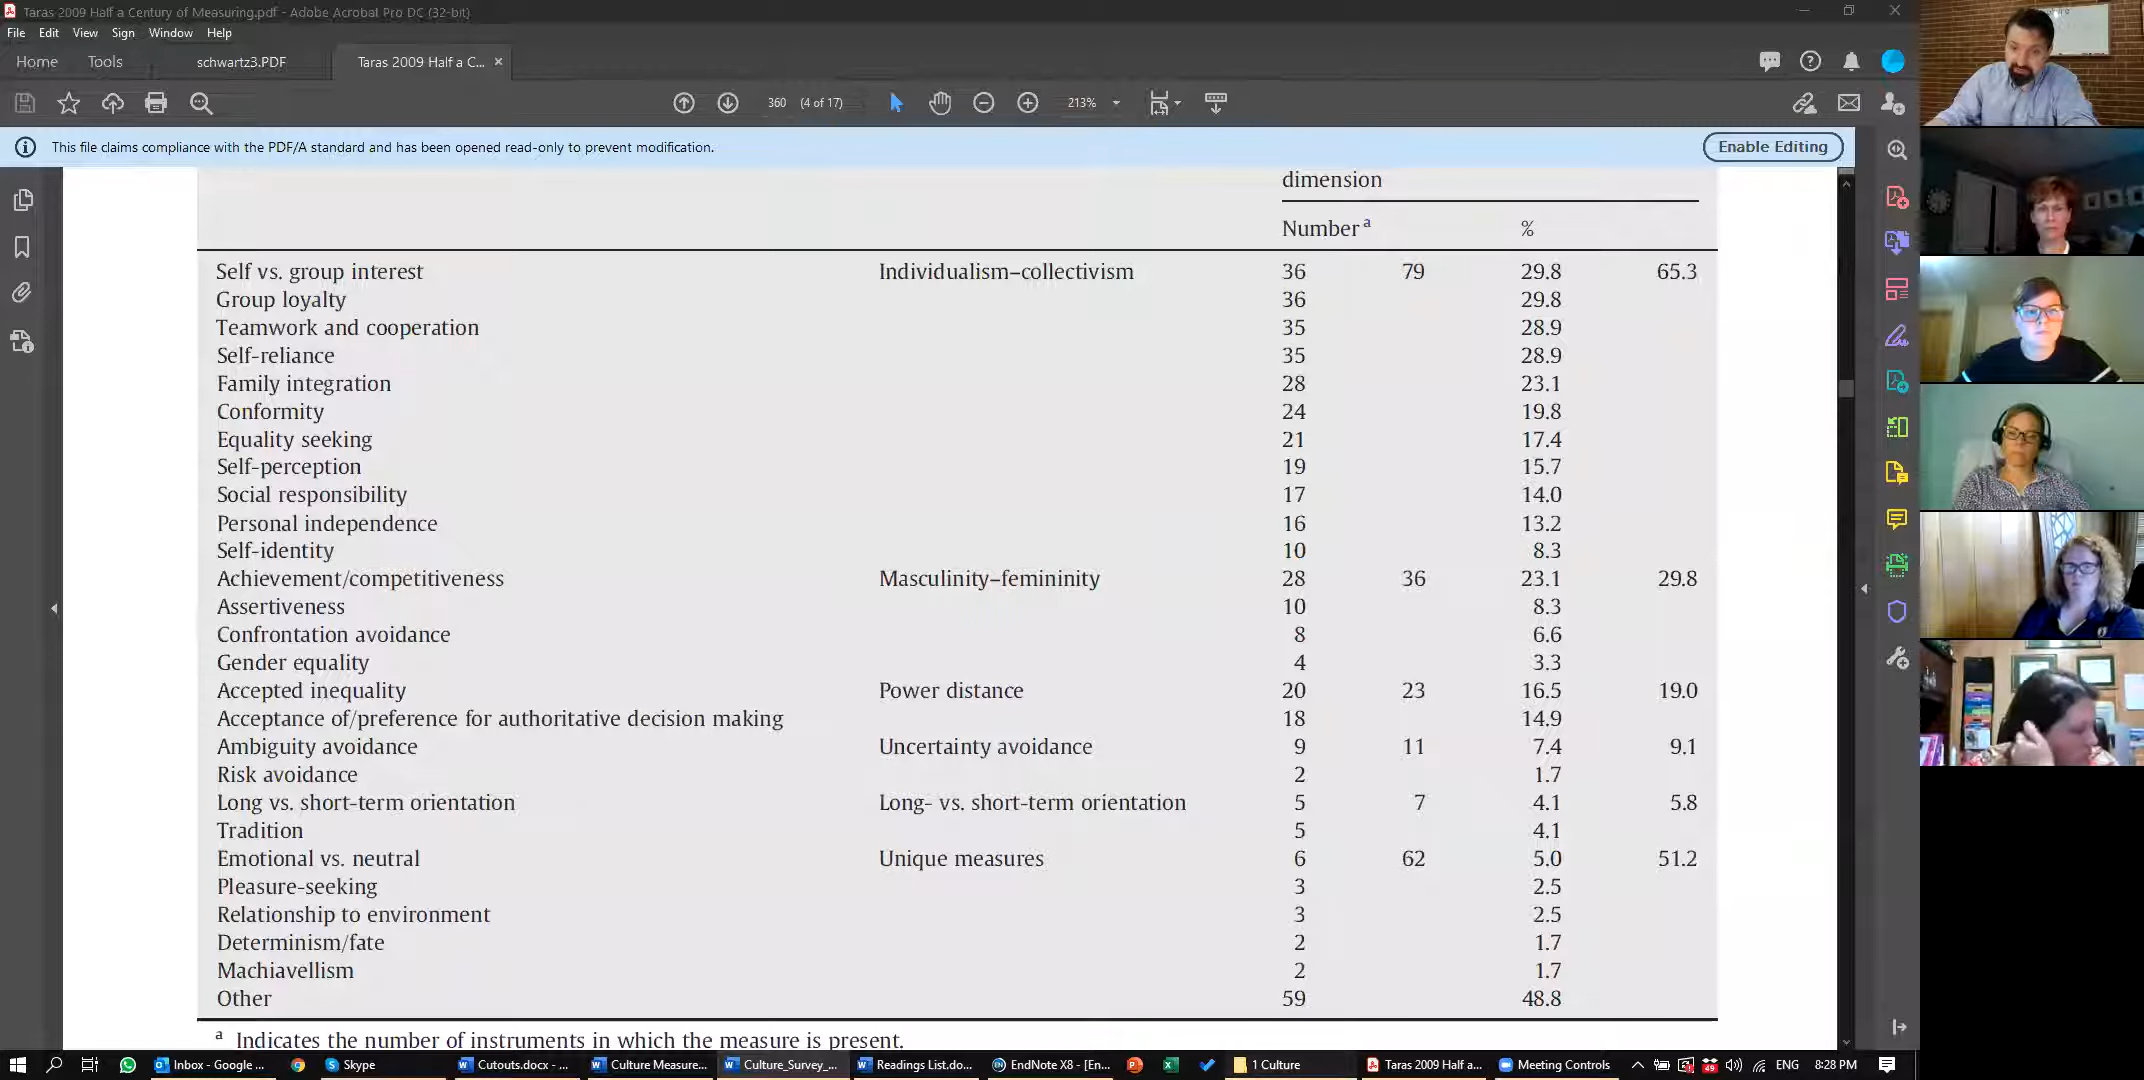 Taras 2009 Half a Century of Measuring.pdf - Adobe Acrobat Pro DC (32-bit)
File Edit View Sign Window Help
Home Tools schwartz3.PDF Taras 2009 Half a C... ×
360 (4 of 17) 213%
This file claims compliance with the PDF/A standard and has been opened read-only to prevent modification. Enable Editing
dimension
Number a %
Self vs. group interest Individualism–collectivism 36 79 29.8 65.3
Group loyalty 36 29.8
Teamwork and cooperation 35 28.9
Self-reliance 35 28.9
Family integration 28 23.1
Conformity 24 19.8
Equality seeking 21 17.4
Self-perception 19 15.7
Social responsibility 17 14.0
Personal independence 16 13.2
Self-identity 10 8.3
Achievement/competitiveness Masculinity–femininity 28 36 23.1 29.8
Assertiveness 10 8.3
Confrontation avoidance 8 6.6
Gender equality 4 3.3
Accepted inequality Power distance 20 23 16.5 19.0
Acceptance of/preference for authoritative decision making 18 14.9
Ambiguity avoidance Uncertainty avoidance 9 11 7.4 9.1
Risk avoidance 2 1.7
Long vs. short-term orientation Long- vs. short-term orientation 5 7 4.1 5.8
Tradition 5 4.1
Emotional vs. neutral Unique measures 6 62 5.0 51.2
Pleasure-seeking 3 2.5
Relationship to environment 3 2.5
Determinism/fate 2 1.7
Machiavellism 2 1.7
Other 59 48.8
a Indicates the number of instruments in which the measure is present.
Inbox - Google ... Skype Cutouts.docx - ... Culture Measure... Culture_Survey_... Readings List.do... EndNote X8 - [En... 1 Culture Taras 2009 Half a... Meeting Controls 49 ENG 8:28 PM